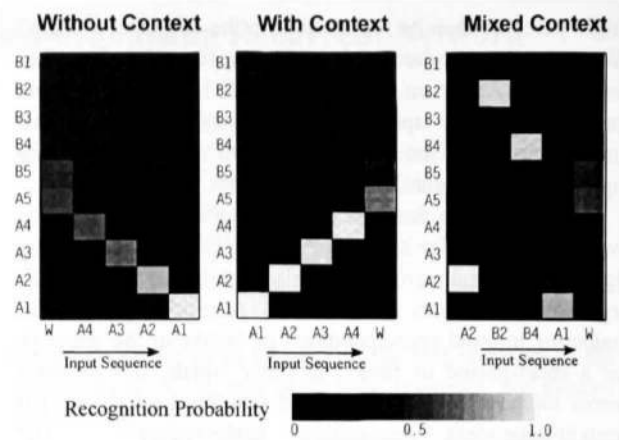 Without Context With Context Mixed Context
B1 B1 B1
B2 B2 B2
B3 B3 B3
B4 B4 B4
B5 B5 B5
A5 A5 A5
A4 A4 A4
A3 A3 A3
A2 A2 A2
A1 A1 A1
W A4 A3 A2 A1 A1 A2 A3 A4 W A2 B2 B4 A1 W
Input Sequence Input Sequence Input Sequence
Recognition Probability
0 0.5 1.0